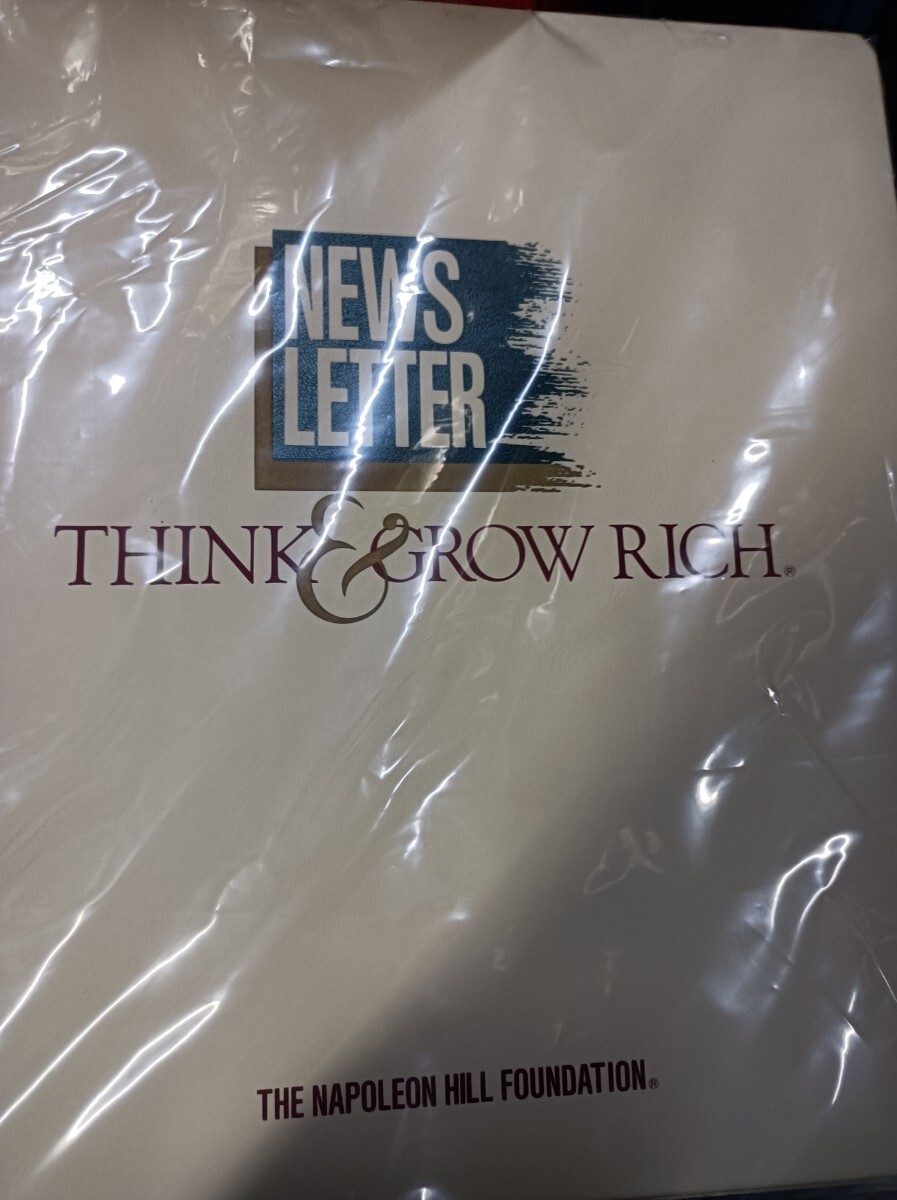 NEWS
LETTER
THINK & GROW RICH®
THE NAPOLEON HILL FOUNDATION®